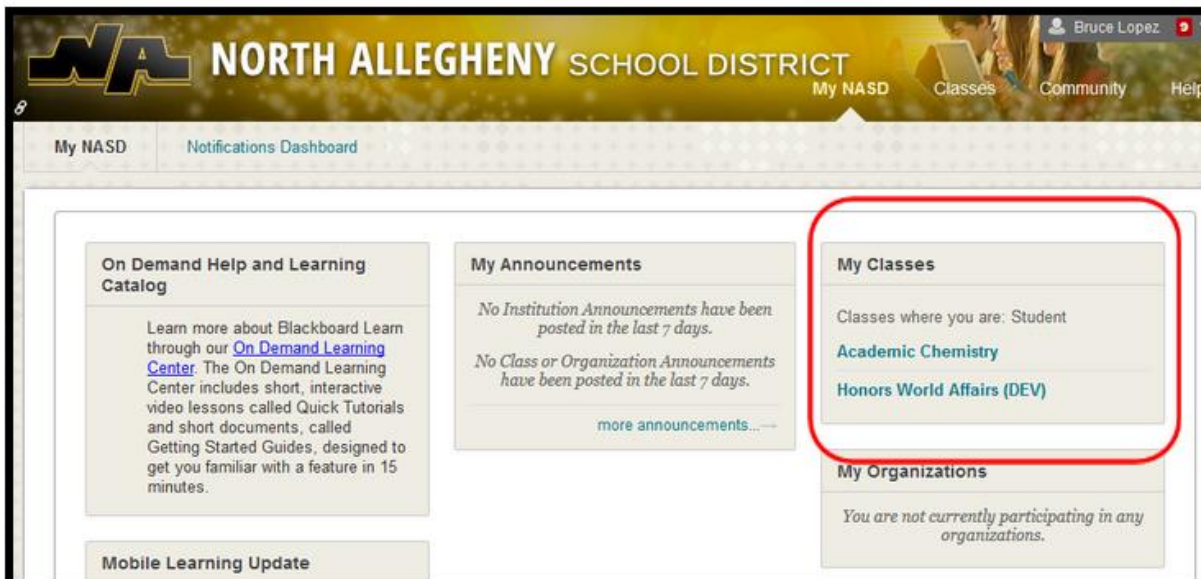 Bruce Lopez 9
NA NORTH ALLEGHENY SCHOOL DISTRICT
My NASD Classes Community Help
My NASD Notifications Dashboard
On Demand Help and Learning
Catalog
Learn more about Blackboard Learn
through our On Demand Learning
Center. The On Demand Learning
Center includes short, interactive
video lessons called Quick Tutorials
and short documents, called
Getting Started Guides, designed to
get you familiar with a feature in 15
minutes.
Mobile Learning Update
My Announcements
No Institution Announcements have been
posted in the last 7 days.
No Class or Organization Announcements
have been posted in the last 7 days.
more announcements...→
My Classes
Classes where you are: Student
Academic Chemistry
Honors World Affairs (DEV)
My Organizations
You are not currently participating in any
organizations.